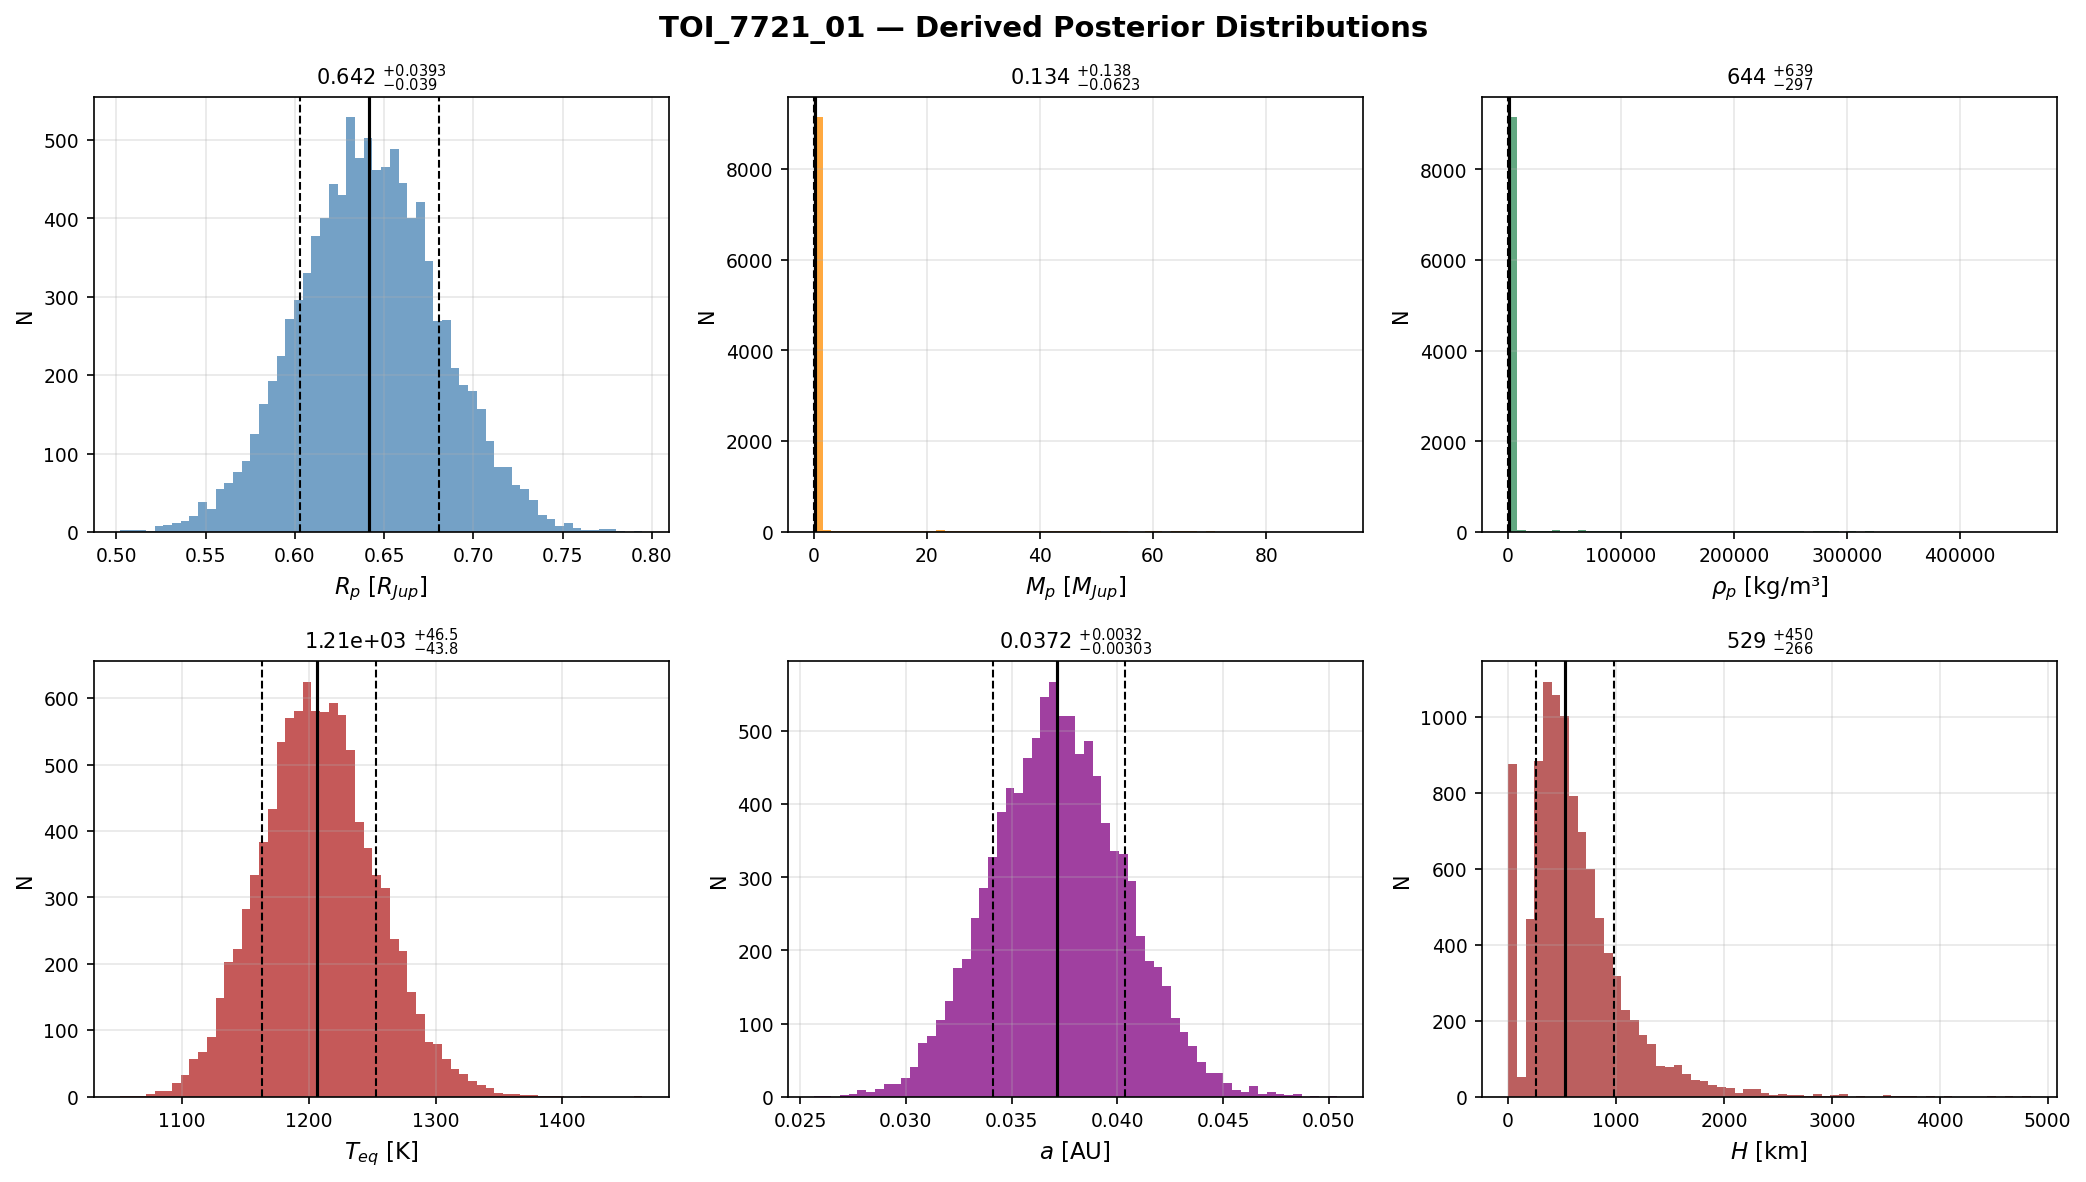 TOI_7721_01 — Derived Posterior Distributions
0.642 +0.0393 −0.039
N
500
400
300
200
100
0
0.50 0.55 0.60 0.65 0.70 0.75 0.80
Rp [RJup]
0.134 +0.138 −0.0623
N
8000
6000
4000
2000
0
0 20 40 60 80
Mp [MJup]
644 +639 −297
N
8000
6000
4000
2000
0
0 100000 200000 300000 400000
ρp [kg/m³]
1.21e+03 +46.5 −43.8
N
600
500
400
300
200
100
0
1100 1200 1300 1400
Teq [K]
0.0372 +0.0032 −0.00303
N
500
400
300
200
100
0
0.025 0.030 0.035 0.040 0.045 0.050
a [AU]
529 +450 −266
N
1000
800
600
400
200
0
0 1000 2000 3000 4000 5000
H [km]